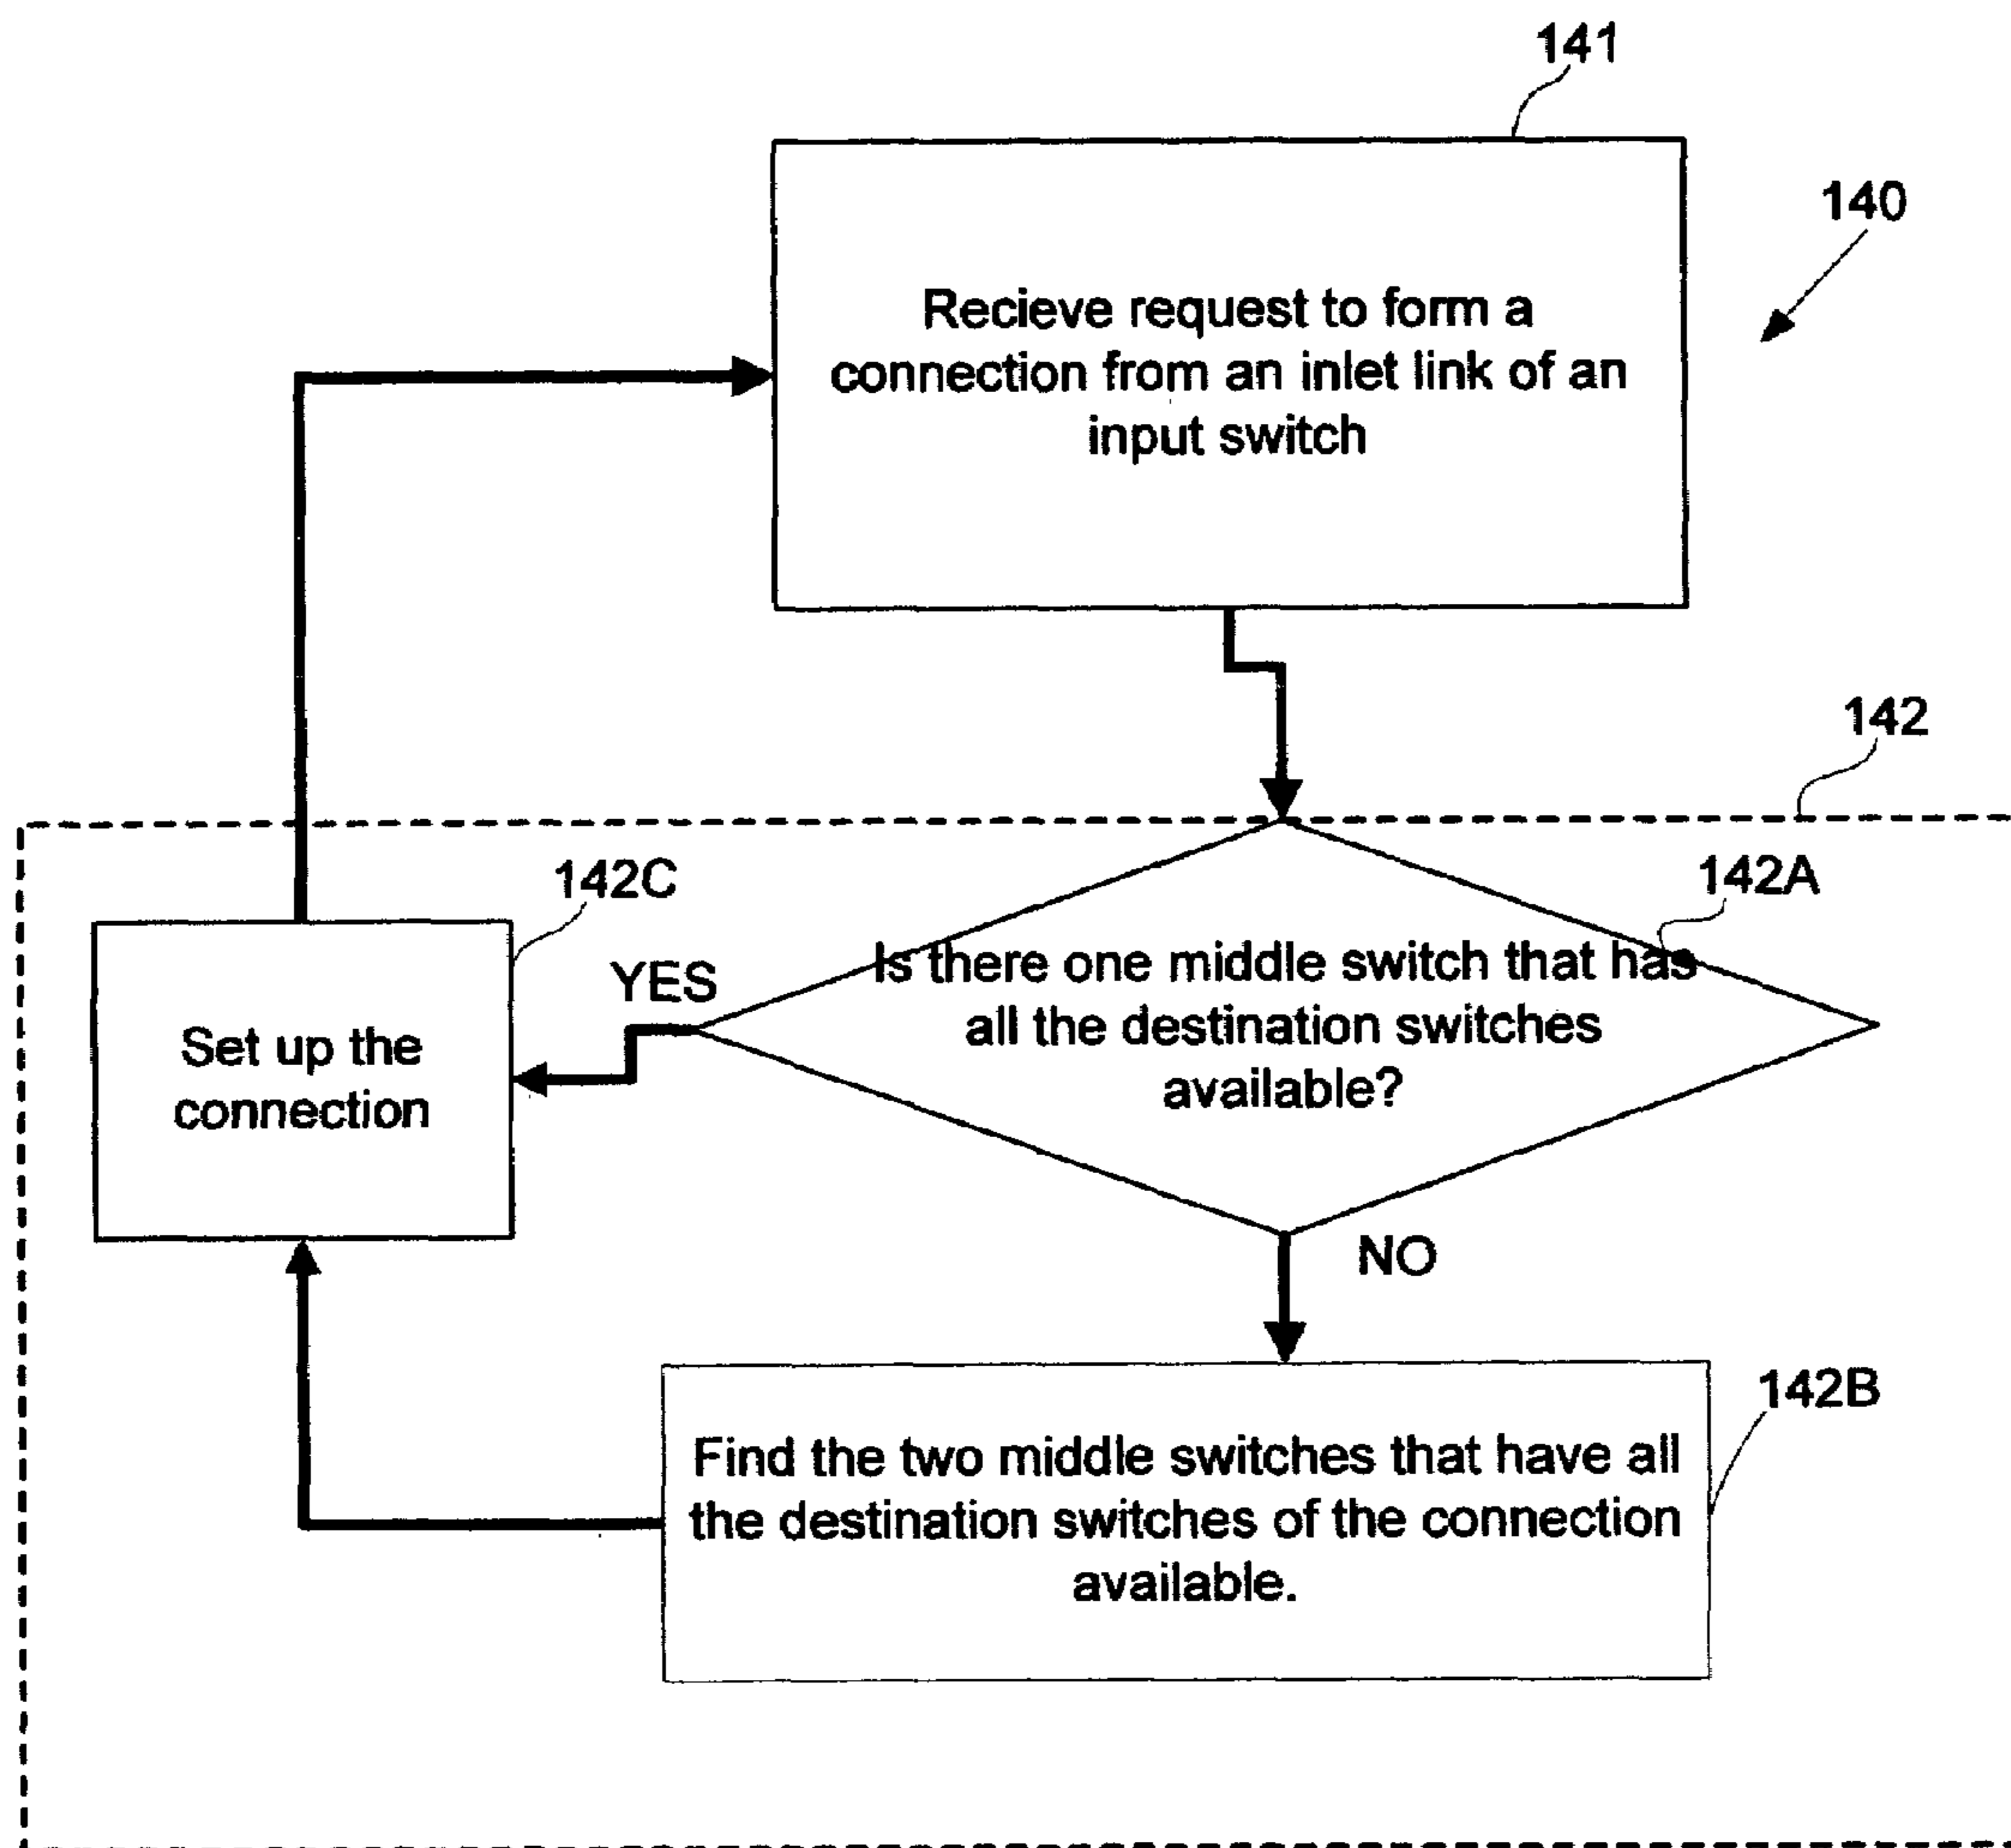 141
140
Recieve request to form a
connection from an inlet link of an
input switch
142
142C
142A
YES
Is there one middle switch that has
all the destination switches
available?
Set up the
connection
NO
142B
Find the two middle switches that have all
the destination switches of the connection
available.